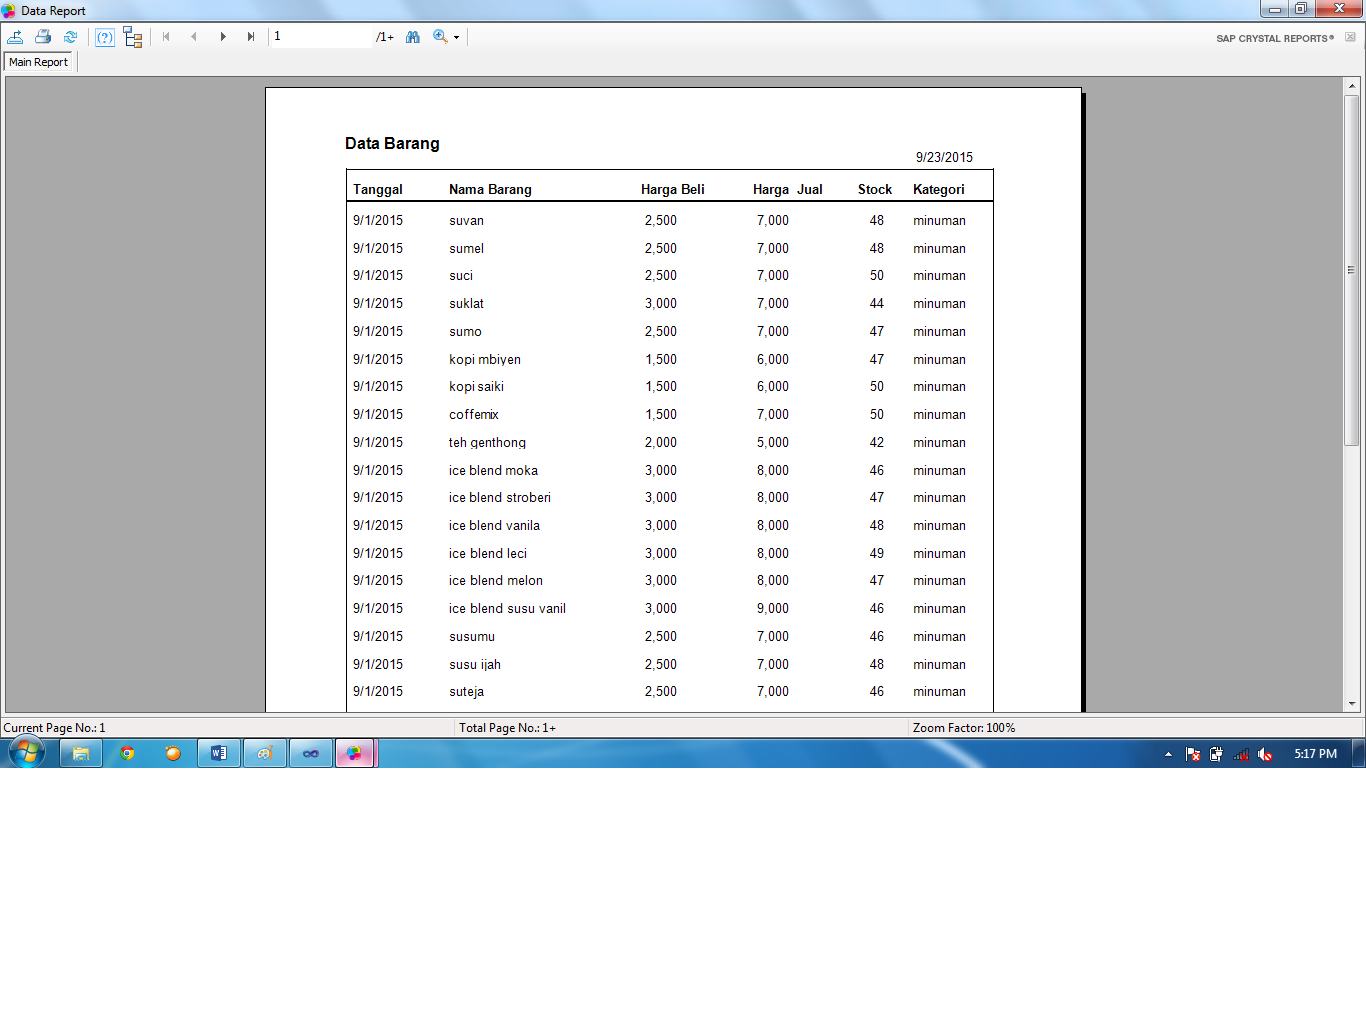 Data Report
1 /1+ SAP CRYSTAL REPORTS®
Main Report
Data Barang
9/23/2015
Tanggal Nama Barang Harga Beli Harga Jual Stock Kategori
9/1/2015 suvan 2,500 7,000 48 minuman
9/1/2015 sumel 2,500 7,000 48 minuman
9/1/2015 suci 2,500 7,000 50 minuman
9/1/2015 suklat 3,000 7,000 44 minuman
9/1/2015 sumo 2,500 7,000 47 minuman
9/1/2015 kopi mbiyen 1,500 6,000 47 minuman
9/1/2015 kopi saiki 1,500 6,000 50 minuman
9/1/2015 coffemix 1,500 7,000 50 minuman
9/1/2015 teh genthong 2,000 5,000 42 minuman
9/1/2015 ice blend moka 3,000 8,000 46 minuman
9/1/2015 ice blend stroberi 3,000 8,000 47 minuman
9/1/2015 ice blend vanila 3,000 8,000 48 minuman
9/1/2015 ice blend leci 3,000 8,000 49 minuman
9/1/2015 ice blend melon 3,000 8,000 47 minuman
9/1/2015 ice blend susu vanil 3,000 9,000 46 minuman
9/1/2015 susumu 2,500 7,000 46 minuman
9/1/2015 susu ijah 2,500 7,000 48 minuman
9/1/2015 suteja 2,500 7,000 46 minuman
Current Page No.: 1 Total Page No.: 1+ Zoom Factor: 100%
5:17 PM